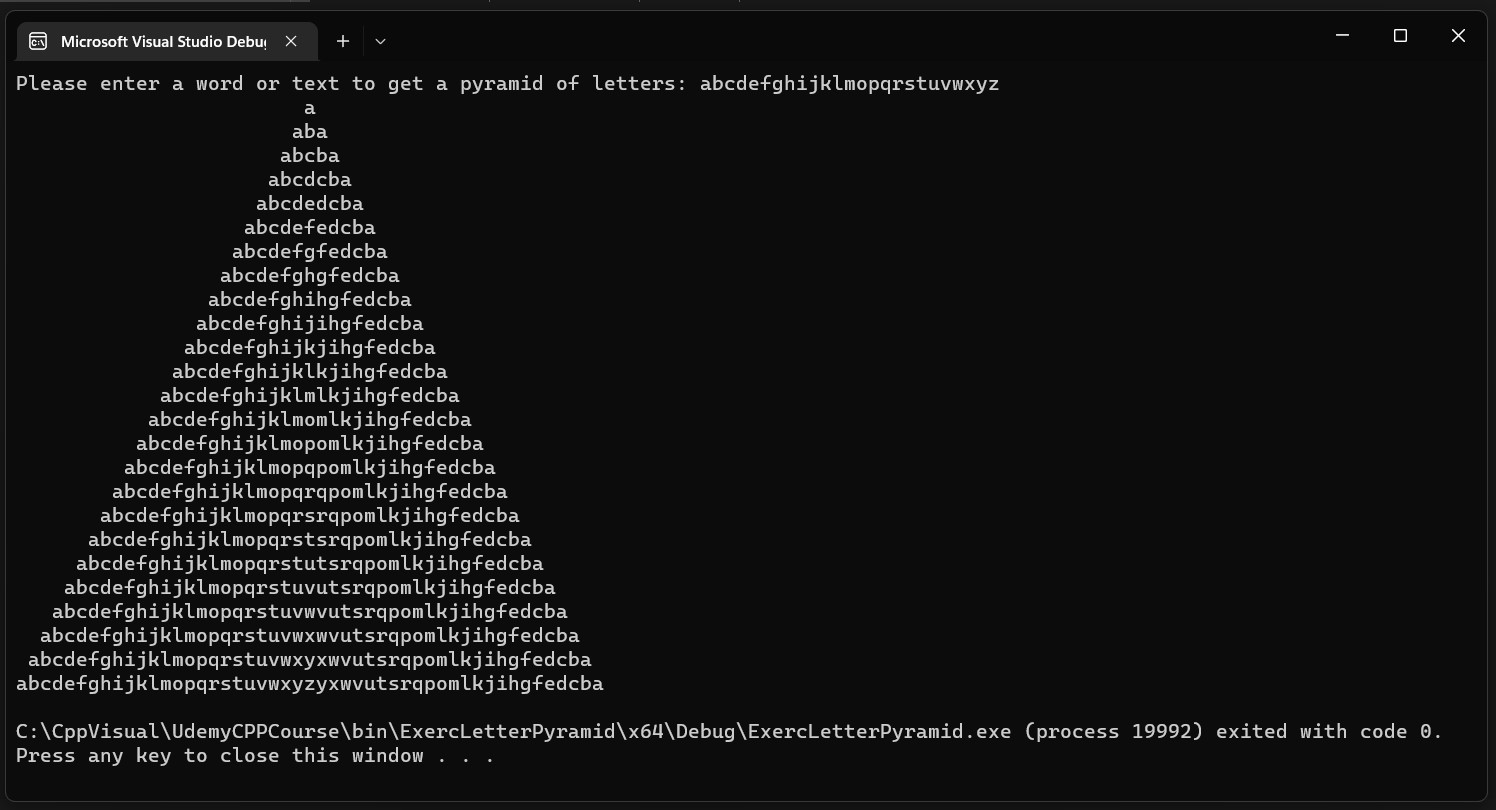 Microsoft Visual Studio Debug
Please enter a word or text to get a pyramid of letters: abcdefghijklmopqrstuvwxyz
a
aba
abcba
abcdcba
abcdedcba
abcdefedcba
abcdefgfedcba
abcdefghgfedcba
abcdefghihgfedcba
abcdefghijihgfedcba
abcdefghijkjihgfedcba
abcdefghijklkjihgfedcba
abcdefghijklmlkjihgfedcba
abcdefghijklmomlkjihgfedcba
abcdefghijklmopomlkjihgfedcba
abcdefghijklmopqpomlkjihgfedcba
abcdefghijklmopqrqpomlkjihgfedcba
abcdefghijklmopqrsrqpomlkjihgfedcba
abcdefghijklmopqrstsrqpomlkjihgfedcba
abcdefghijklmopqrstutsrqpomlkjihgfedcba
abcdefghijklmopqrstuvutsrqpomlkjihgfedcba
abcdefghijklmopqrstuvwvutsrqpomlkjihgfedcba
abcdefghijklmopqrstuvwxwvutsrqpomlkjihgfedcba
abcdefghijklmopqrstuvwxyxwvutsrqpomlkjihgfedcba
abcdefghijklmopqrstuvwxyzyxwvutsrqpomlkjihgfedcba
C:\CppVisual\UdemyCPPCourse\bin\ExercLetterPyramid\x64\Debug\ExercLetterPyramid.exe (process 19992) exited with code 0.
Press any key to close this window . . .